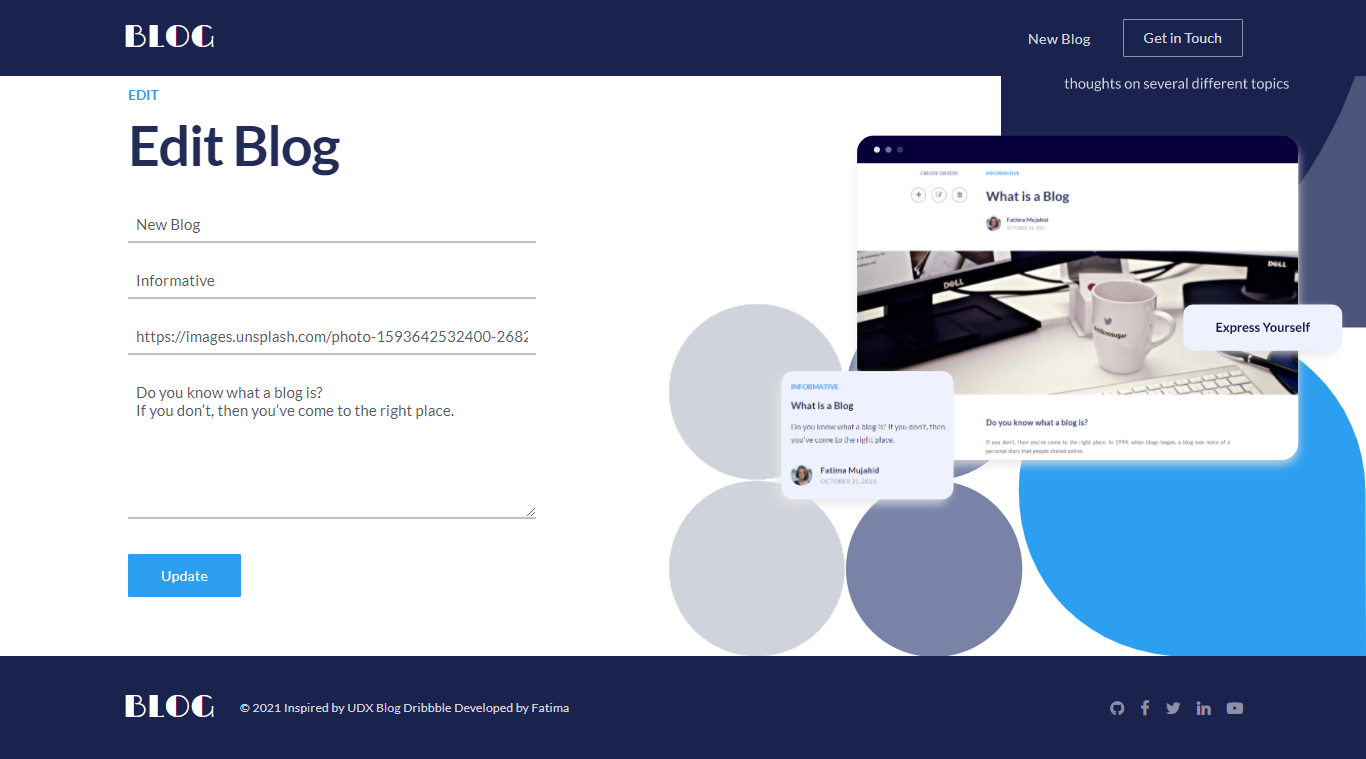 BLOG
New Blog
Get in Touch
thoughts on several different topics
EDIT
Edit Blog
New Blog
Informative
https://images.unsplash.com/photo-1593642532400-2682
Do you know what a blog is?
If you don’t, then you’ve come to the right place.
Update
CREATE OR EDIT
INFORMATIVE
What is a Blog
Fatima Mujahid
OCTOBER 31, 2021
DELL
DELL
Express Yourself
INFORMATIVE
What is a Blog
Do you know what a blog is? If you don't, then
you've come to the right place.
Fatima Mujahid
OCTOBER 31, 2021
Do you know what a blog is?
If you don't, then you've come to the right place. In 1994, when blogs began, a blog was more of a
personal diary that people shared online.
BLOG
© 2021 Inspired by UDX Blog Dribbble Developed by Fatima